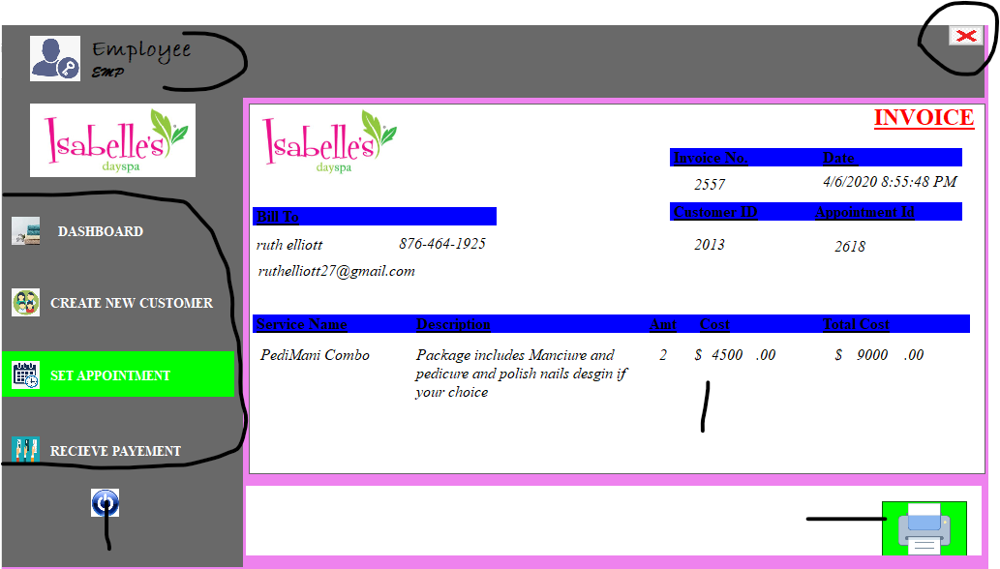 Employee
EMP
Isabelle's
dayspa
DASHBOARD
CREATE NEW CUSTOMER
SET APPOINTMENT
RECIEVE PAYEMENT
Isabelle's
dayspa
INVOICE
Invoice No. Date
2557 4/6/2020 8:55:48 PM
Bill To
Customer ID Appointment Id
ruth elliott 876-464-1925
2013 2618
ruthelliott27@gmail.com
Service Name Description Amt Cost Total Cost
PediMani Combo Package includes Manciure and 2 $ 4500 .00 $ 9000 .00
pedicure and polish nails desgin if
your choice